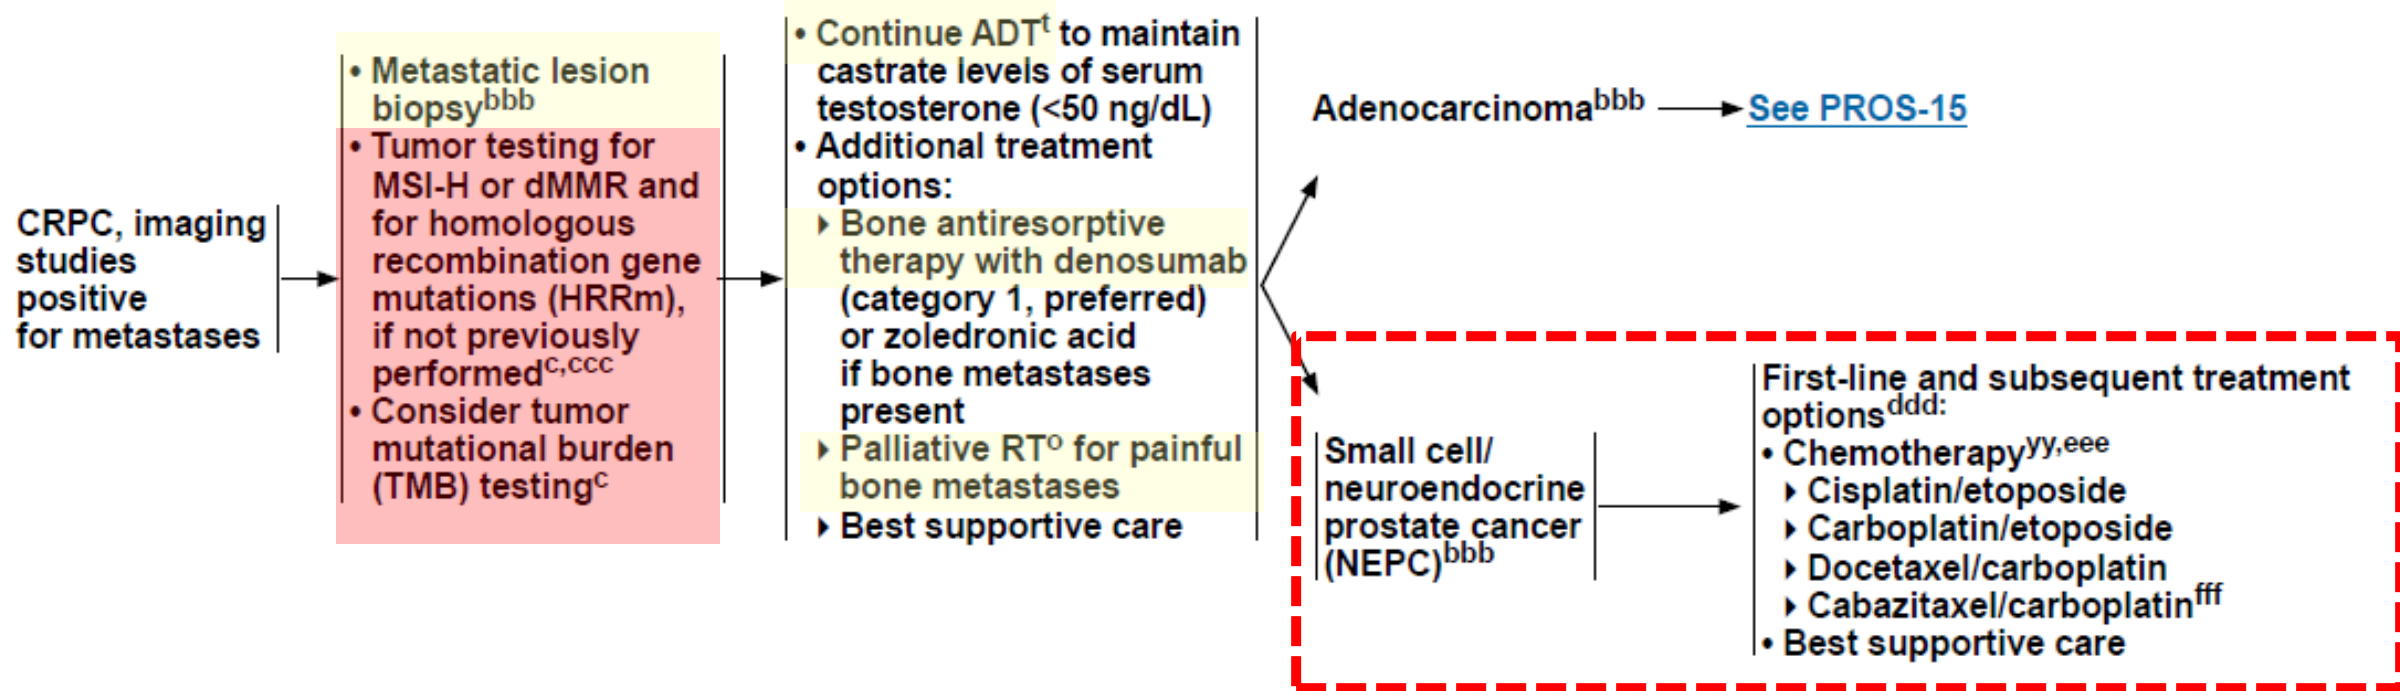 CRPC, imaging
studies
positive
for metastases
• Metastatic lesion
biopsybbb
• Tumor testing for
MSI-H or dMMR and
for homologous
recombination gene
mutations (HRRm),
if not previously
performedc,ccc
• Consider tumor
mutational burden
(TMB) testingc
• Continue ADTt to maintain
castrate levels of serum
testosterone (<50 ng/dL)
• Additional treatment
options:
▸ Bone antiresorptive
therapy with denosumab
(category 1, preferred)
or zoledronic acid
if bone metastases
present
▸ Palliative RTo for painful
bone metastases
▸ Best supportive care
Adenocarcinomabbb
See PROS-15
Small cell/
neuroendocrine
prostate cancer
(NEPC)bbb
First-line and subsequent treatment
optionsddd:
• Chemotherapyyy,eee
▸ Cisplatin/etoposide
▸ Carboplatin/etoposide
▸ Docetaxel/carboplatin
▸ Cabazitaxel/carboplatinfff
• Best supportive care